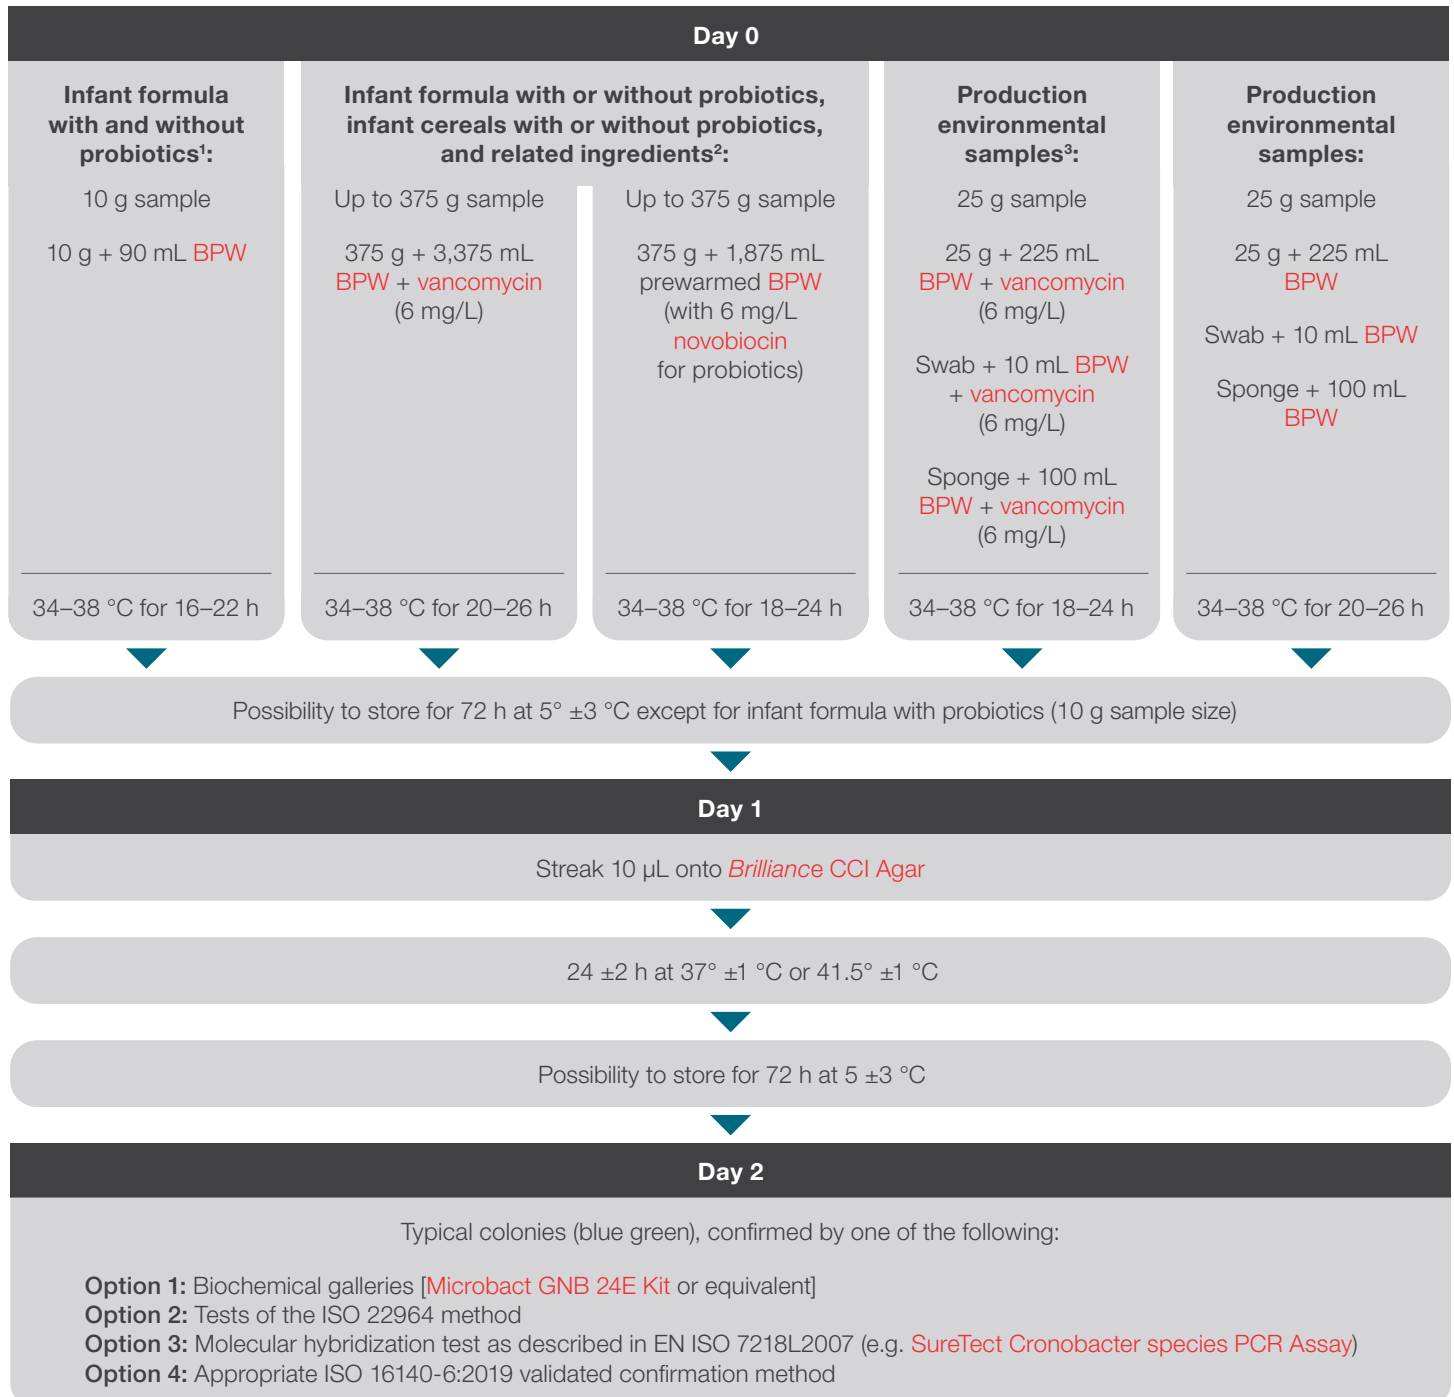 Day 0
Infant formula
with and without
probiotics¹:
10 g sample
10 g + 90 mL BPW
34–38 °C for 16–22 h
Infant formula with or without probiotics,
infant cereals with or without probiotics,
and related ingredients²:
Up to 375 g sample
375 g + 3,375 mL
BPW + vancomycin
(6 mg/L)
34–38 °C for 20–26 h
Up to 375 g sample
375 g + 1,875 mL
prewarmed BPW
(with 6 mg/L
novobiocin
for probiotics)
34–38 °C for 18–24 h
Production
environmental
samples³:
25 g sample
25 g + 225 mL
BPW + vancomycin
(6 mg/L)
Swab + 10 mL BPW
+ vancomycin
(6 mg/L)
Sponge + 100 mL
BPW + vancomycin
(6 mg/L)
34–38 °C for 18–24 h
Production
environmental
samples:
25 g sample
25 g + 225 mL
BPW
Swab + 10 mL BPW
Sponge + 100 mL
BPW
34–38 °C for 20–26 h
Possibility to store for 72 h at 5° ±3 °C except for infant formula with probiotics (10 g sample size)
Day 1
Streak 10 µL onto Brilliance CCI Agar
24 ±2 h at 37° ±1 °C or 41.5° ±1 °C
Possibility to store for 72 h at 5 ±3 °C
Day 2
Typical colonies (blue green), confirmed by one of the following:
Option 1: Biochemical galleries [Microbact GNB 24E Kit or equivalent]
Option 2: Tests of the ISO 22964 method
Option 3: Molecular hybridization test as described in EN ISO 7218L2007 (e.g. SureTect Cronobacter species PCR Assay)
Option 4: Appropriate ISO 16140-6:2019 validated confirmation method